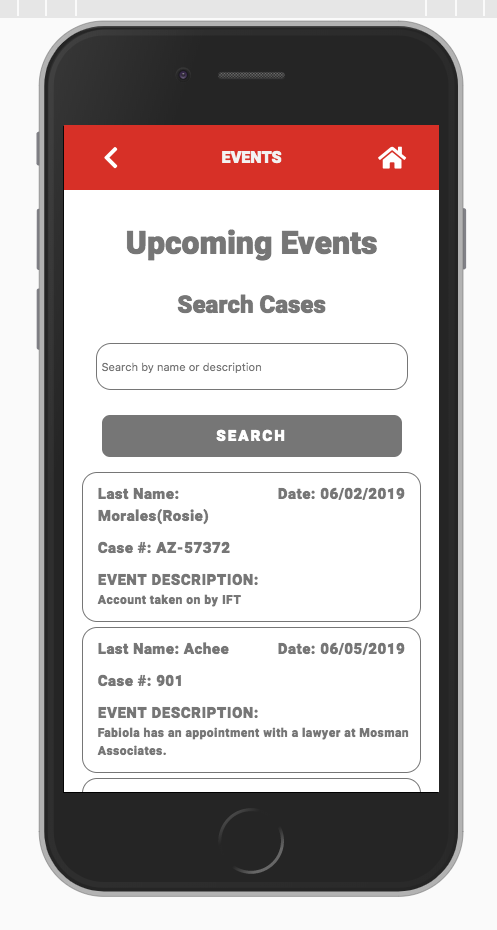 EVENTS
Upcoming Events
Search Cases
Search by name or description
SEARCH
Last Name: Date: 06/02/2019
Morales(Rosie)
Case #: AZ-57372
EVENT DESCRIPTION:
Account taken on by IFT
Last Name: Achee Date: 06/05/2019
Case #: 901
EVENT DESCRIPTION:
Fabiola has an appointment with a lawyer at Mosman
Associates.